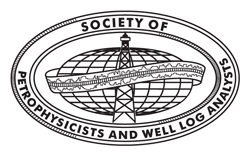 SOCIETY OF
PETROPHYSICISTS AND WELL LOG ANALYSTS